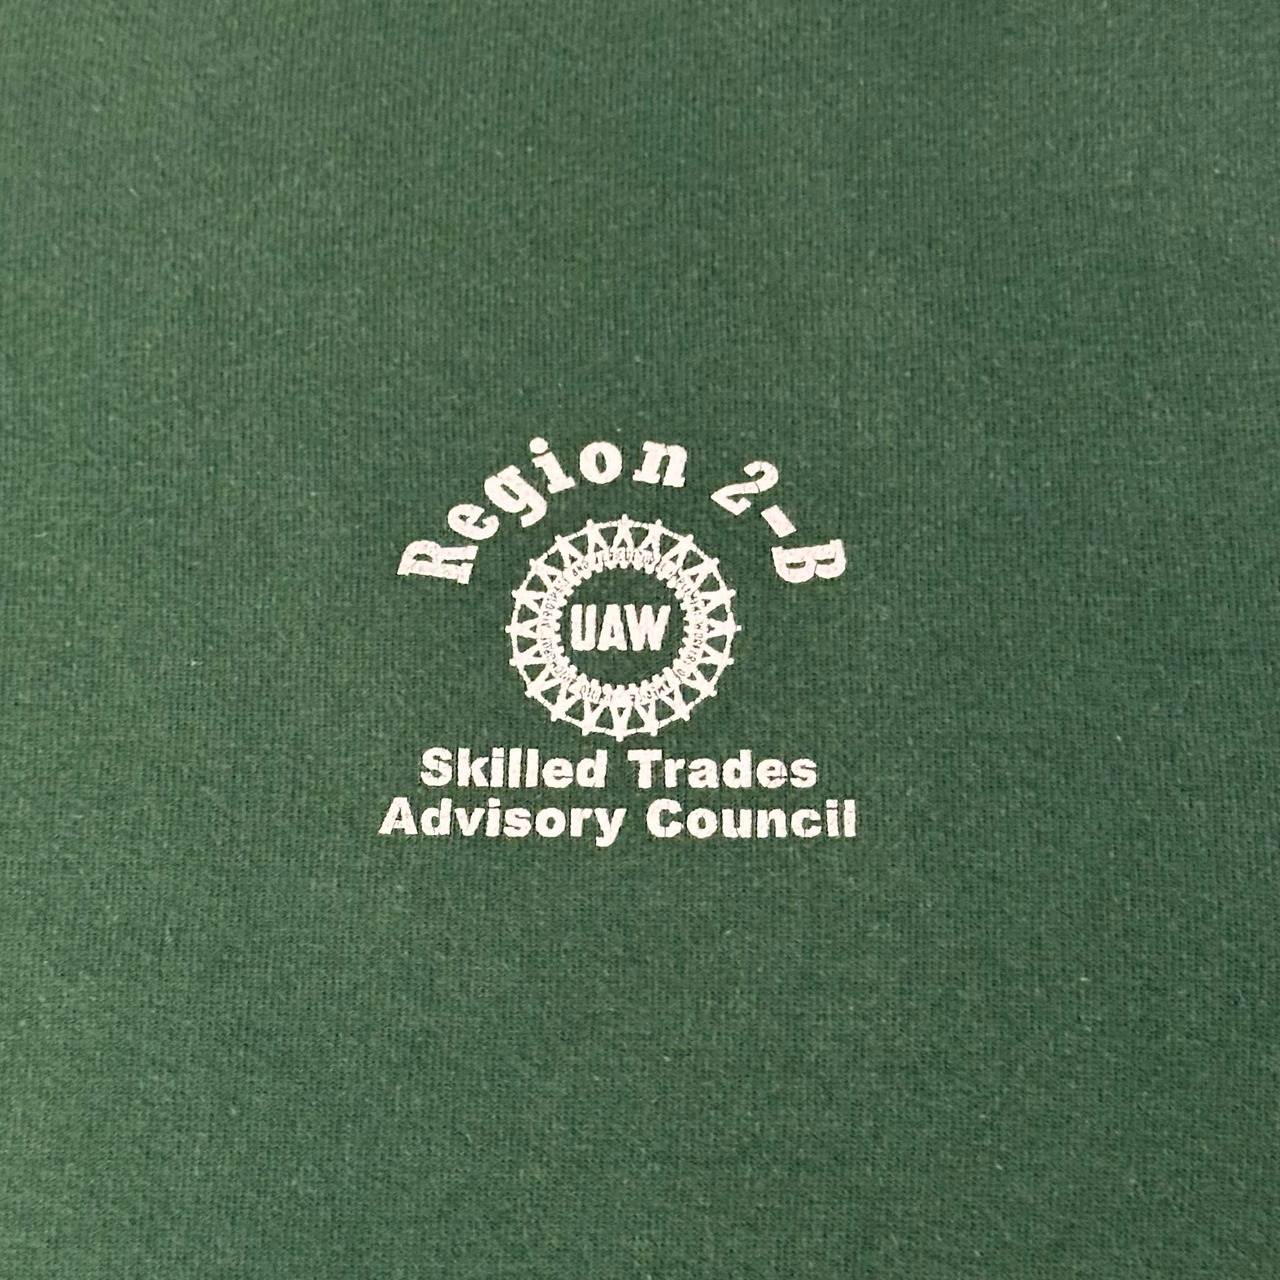 Region 2-B
UAW
Skilled Trades
Advisory Council